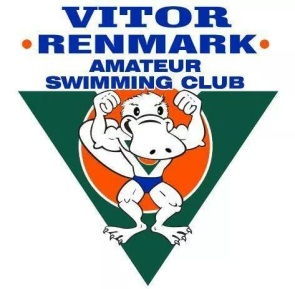 VITOR
• RENMARK •
AMATEUR
SWIMMING CLUB